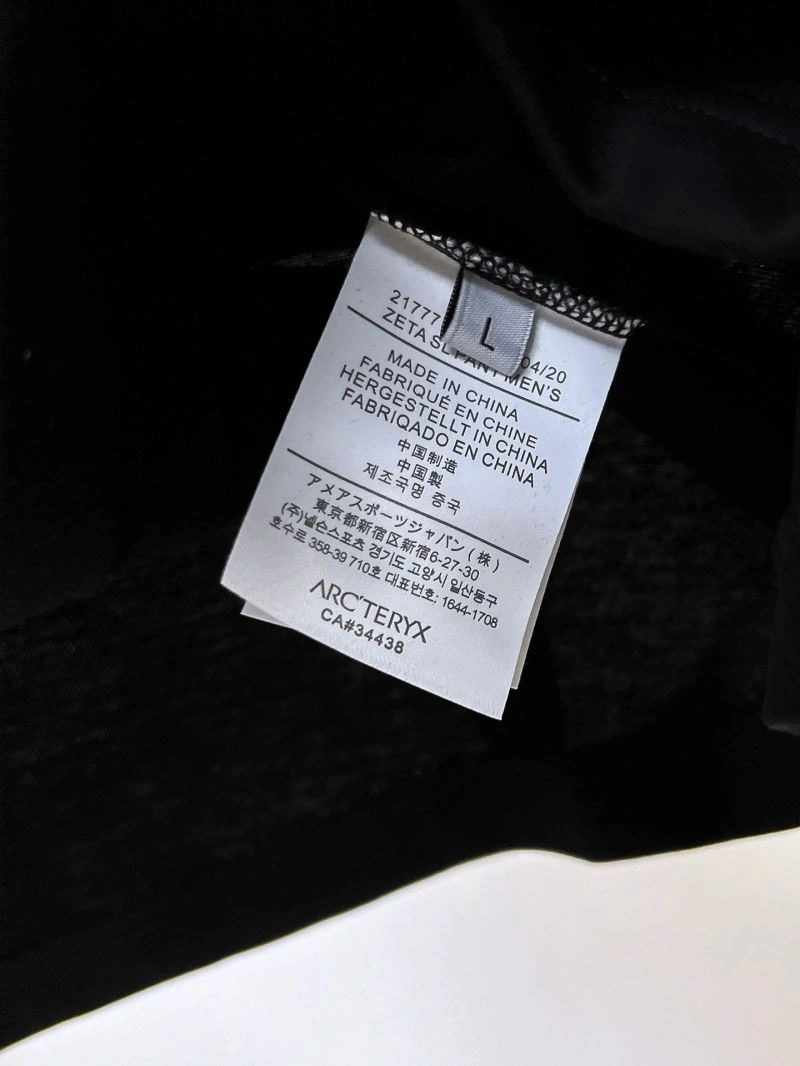 21777
04/20
L
ZETA SL PANT MEN'S
MADE IN CHINA
FABRIQUÉ EN CHINE
HERGESTELLT IN CHINA
FABRIQADO EN CHINA
中国制造
中国製
제조국명 중국
アメアスポーツジャパン(株)
東京都新宿区新宿6-27-30
(주)넬슨스포츠 경기도 고양시 일산동구
호수로 358-39 710호 대표번호: 1644-1708
ARC'TERYX
CA#34438